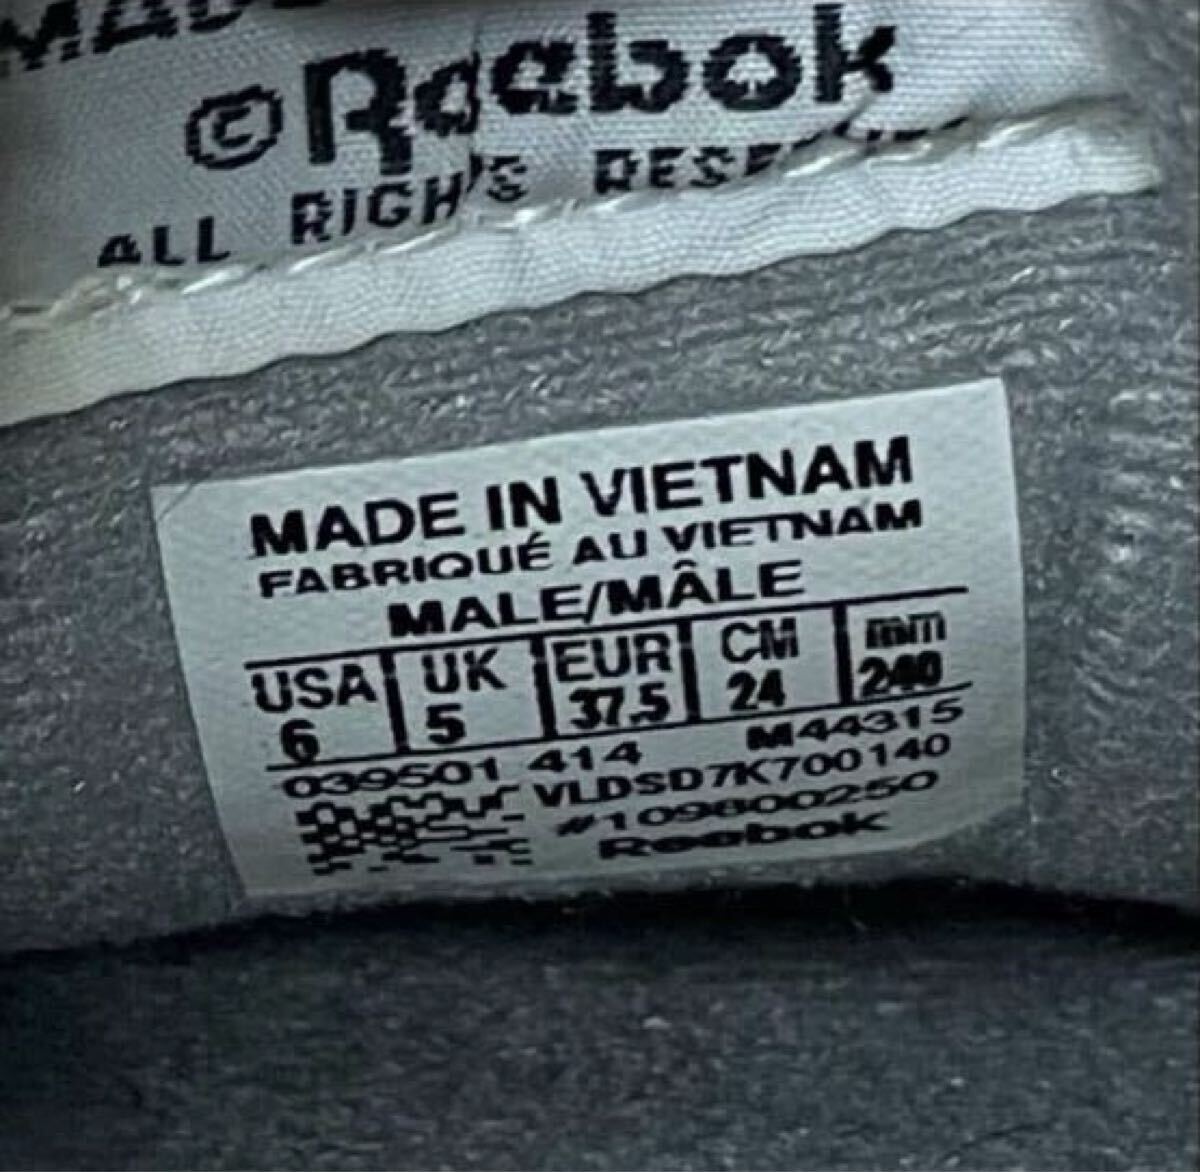 ©Reebok
ALL RIGHTS
MADE IN VIETNAM
FABRIQUÉ AU VIETNAM
MALE/MÂLE
USA UK EUR CM mm
6 5 37.5 24 240
039501 414 M44315
VLDSD7K700140
#109800250
Reebok